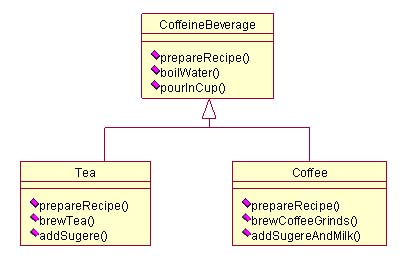 CoffeineBeverage
prepareRecipe()
boilWater()
pourInCup()
Tea
prepareRecipe()
brewTea()
addSugere()
Coffee
prepareRecipe()
brewCoffeeGrinds()
addSugereAndMilk()